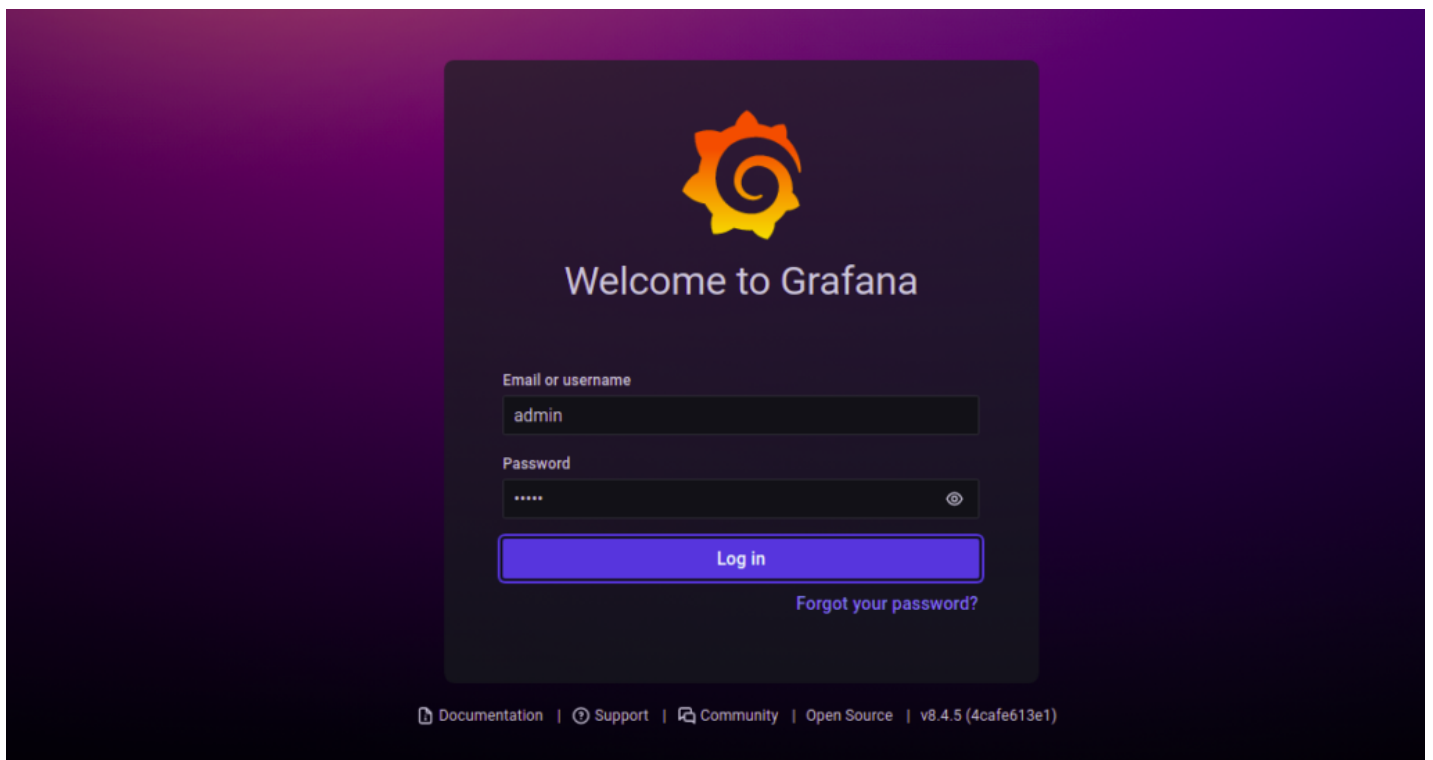 Welcome to Grafana
Email or username
admin
Password
•••••
Log in
Forgot your password?
Documentation | Support | Community | Open Source | v8.4.5 (4cafe613e1)